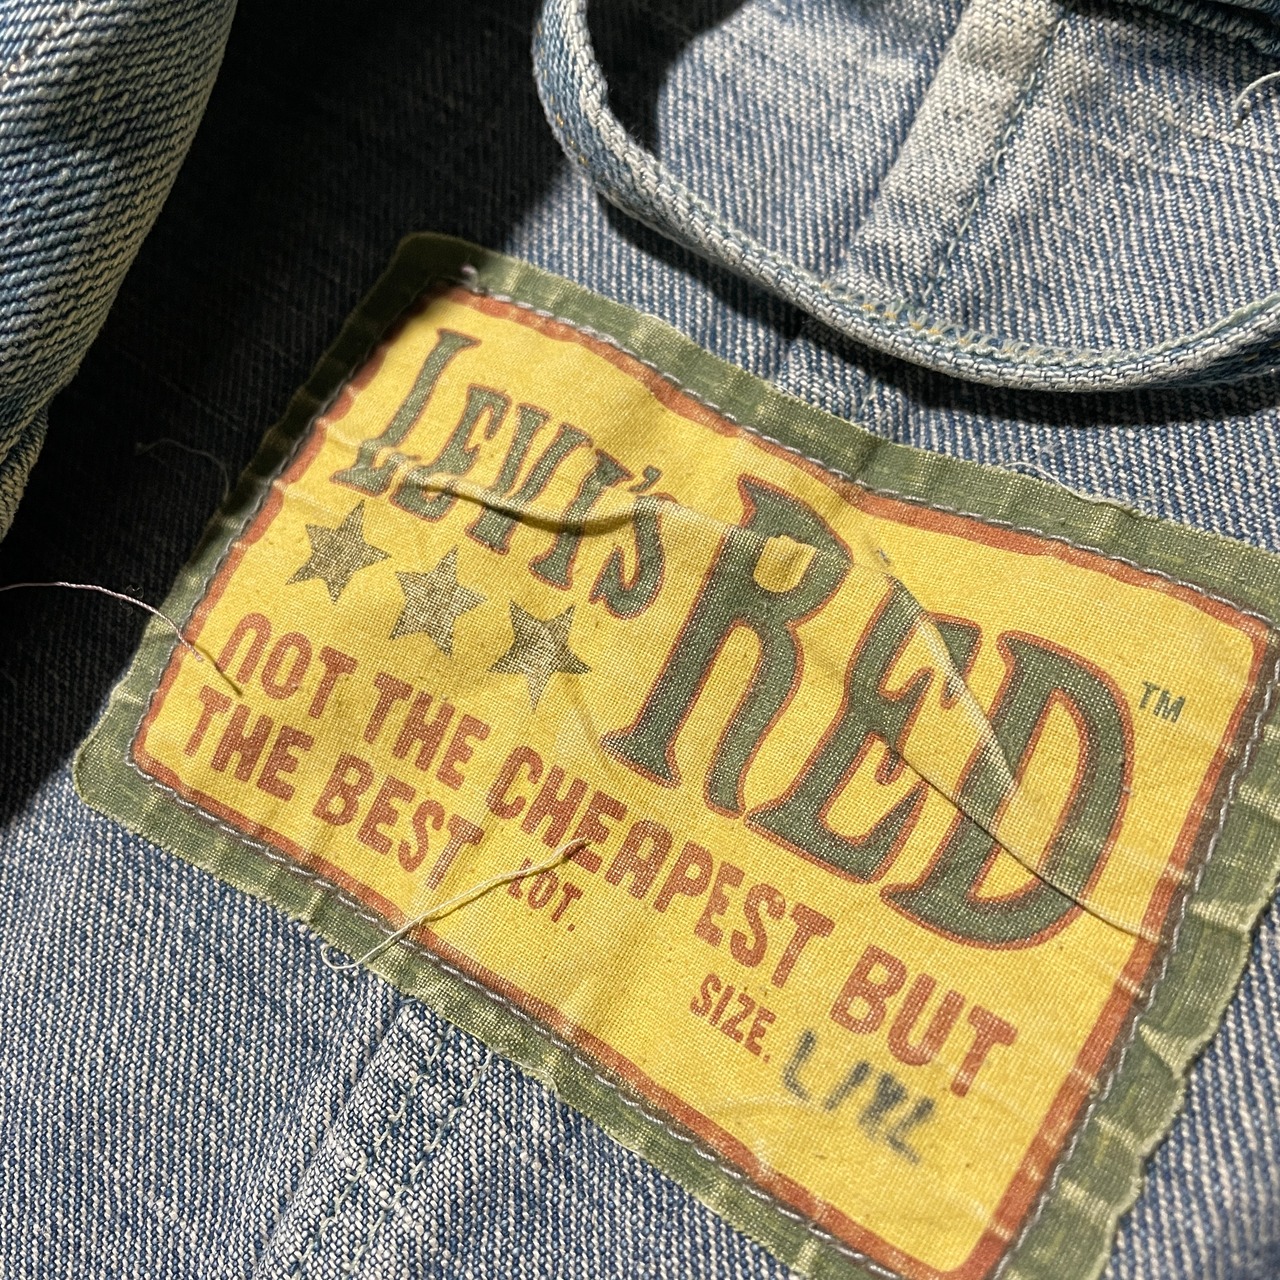 LEVI'S RED™
NOT THE CHEAPEST BUT
THE BEST LOT.
SIZE. L/XL